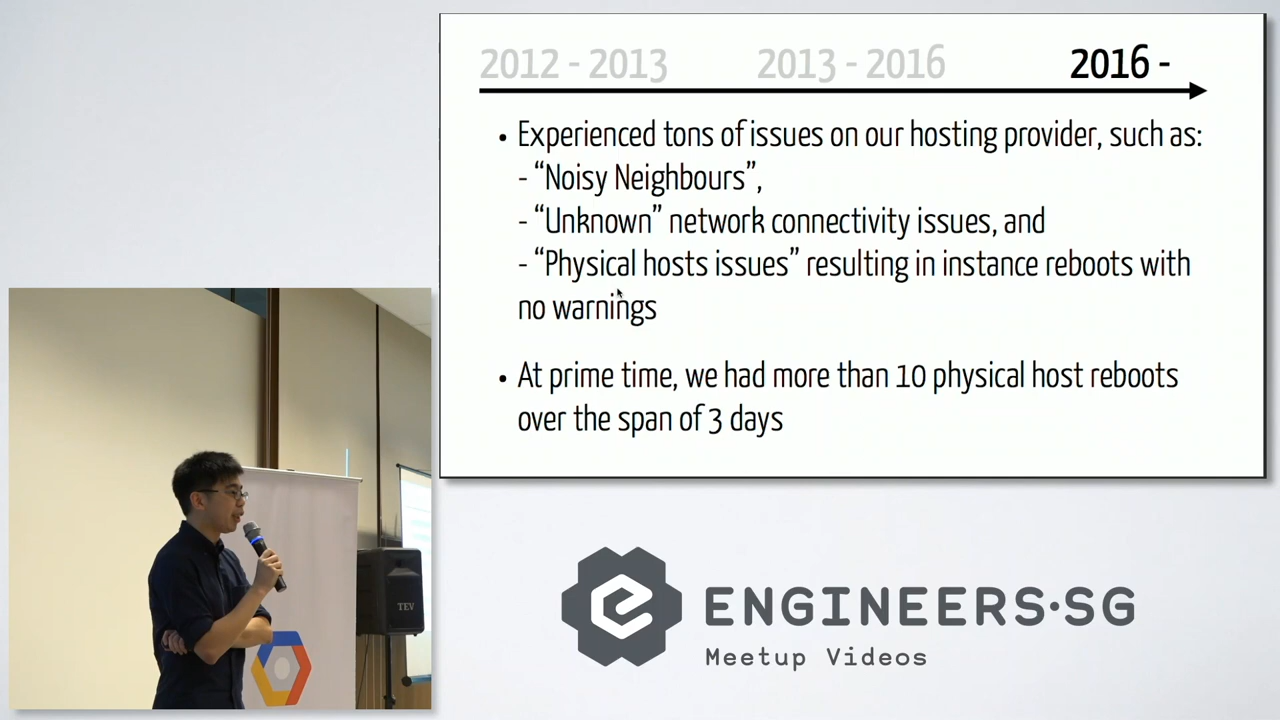 2012 - 2013 2013 - 2016 2016 -
• Experienced tons of issues on our hosting provider, such as:
- “Noisy Neighbours”,
- “Unknown” network connectivity issues, and
- “Physical hosts issues” resulting in instance reboots with
no warnings
• At prime time, we had more than 10 physical host reboots
over the span of 3 days
TEV
ENGINEERS·SG
Meetup Videos